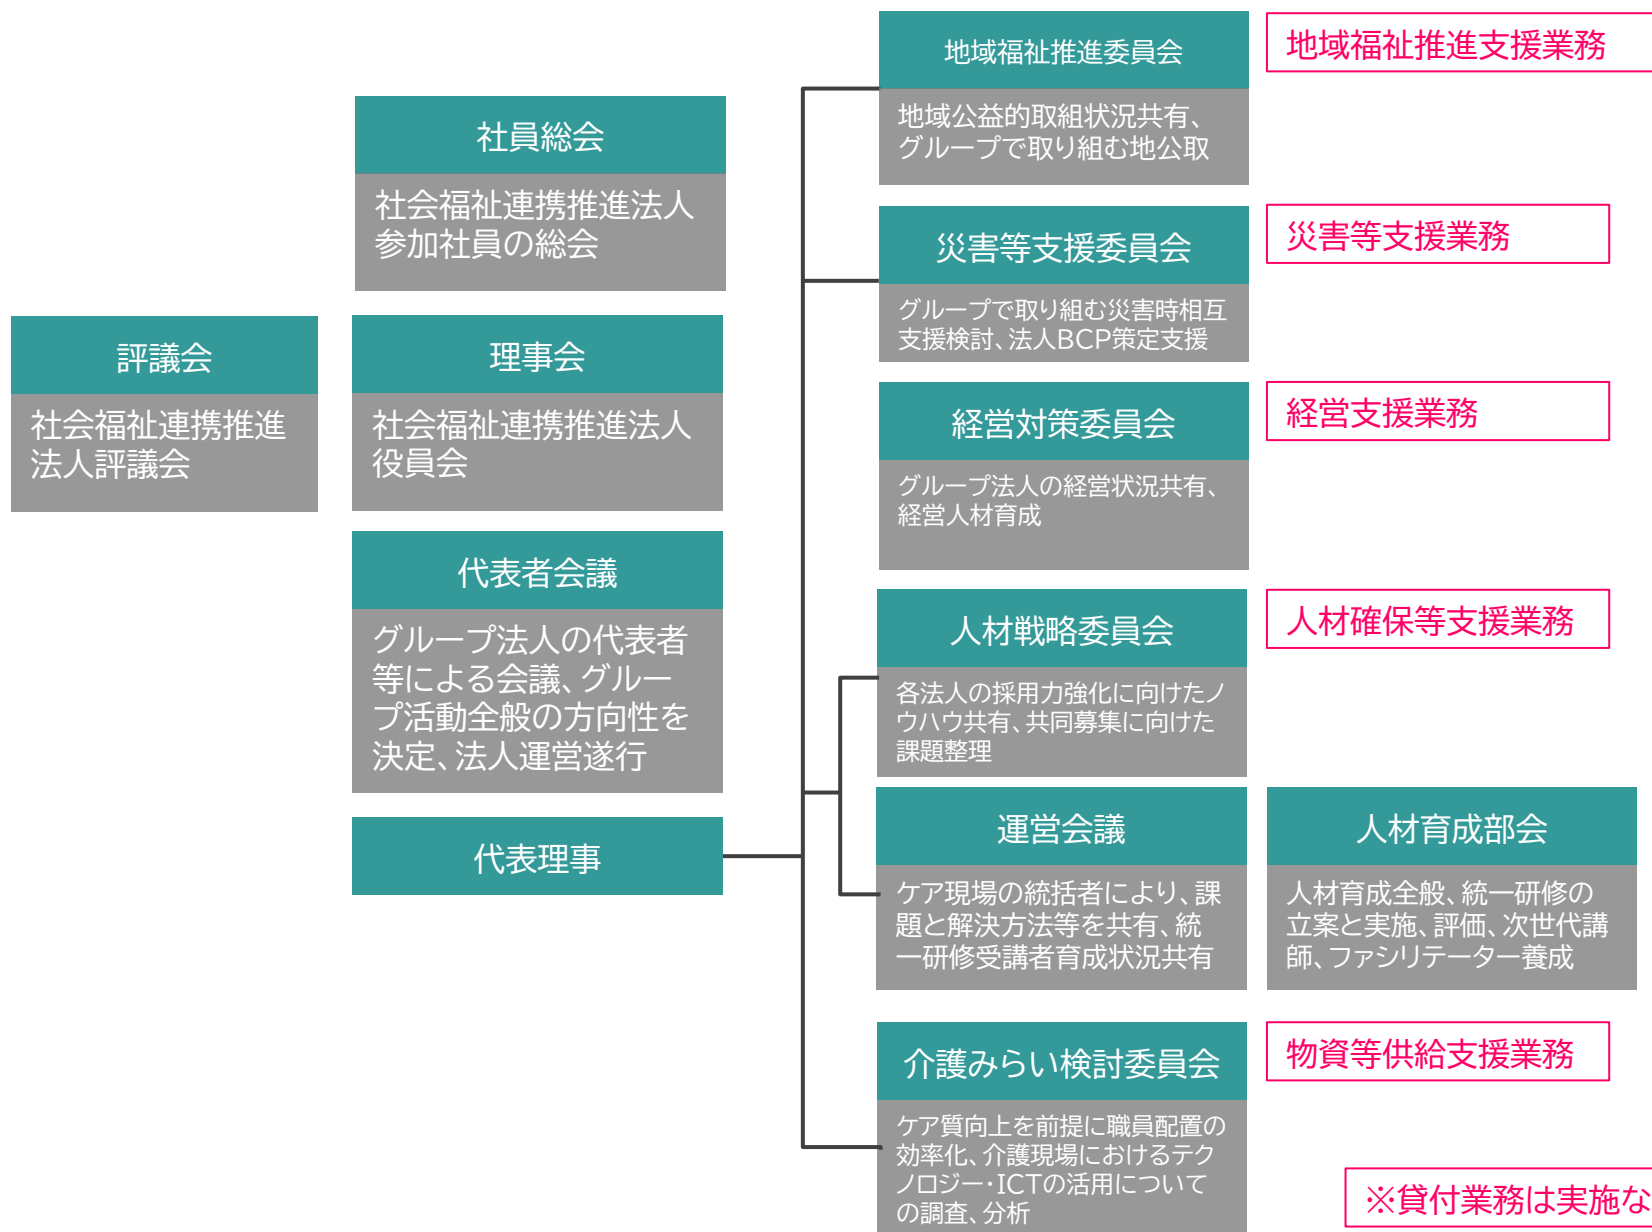 評議会
社会福祉連携推進
法人評議会
社員総会
社会福祉連携推進法人
参加社員の総会
理事会
社会福祉連携推進法人
役員会
代表者会議
グループ法人の代表者
等による会議、グルー
プ活動全般の方向性を
決定、法人運営遂行
代表理事
地域福祉推進委員会
地域公益的取組状況共有、
グループで取り組む地公取
地域福祉推進支援業務
災害等支援委員会
グループで取り組む災害時相互
支援検討、法人BCP策定支援
災害等支援業務
経営対策委員会
グループ法人の経営状況共有、
経営人材育成
経営支援業務
人材戦略委員会
各法人の採用力強化に向けたノ
ウハウ共有、共同募集に向けた
課題整理
人材確保等支援業務
運営会議
ケア現場の統括者により、課
題と解決方法等を共有、統
一研修受講者育成状況共有
人材育成部会
人材育成全般、統一研修の
立案と実施、評価、次世代講
師、ファシリテーター養成
介護みらい検討委員会
ケア質向上を前提に職員配置の
効率化、介護現場におけるテク
ノロジー・ICTの活用について
の調査、分析
物資等供給支援業務
※貸付業務は実施な